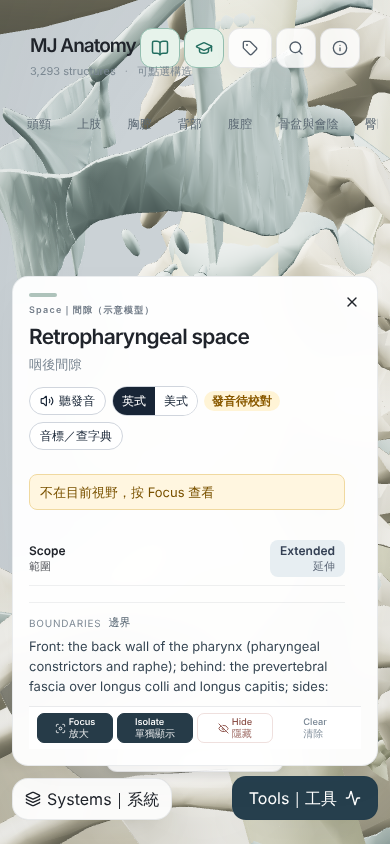 MJ Anatomy
3,293 structures · 可點選構造
頭頸 上肢 胸腔 背部 腹腔 骨盆與會陰 臀
Space｜間隙（示意模型）
Retropharyngeal space
咽後間隙
聽發音 英式 美式 發音待校對
音標／查字典
不在目前視野，按 Focus 查看
Scope Extended
範圍 延伸
BOUNDARIES 邊界
Front: the back wall of the pharynx (pharyngeal
constrictors and raphe); behind: the prevertebral
fascia over longus colli and longus capitis; sides:
Focus Isolate Hide Clear
放大 單獨顯示 隱藏 清除
Systems｜系統 Tools｜工具